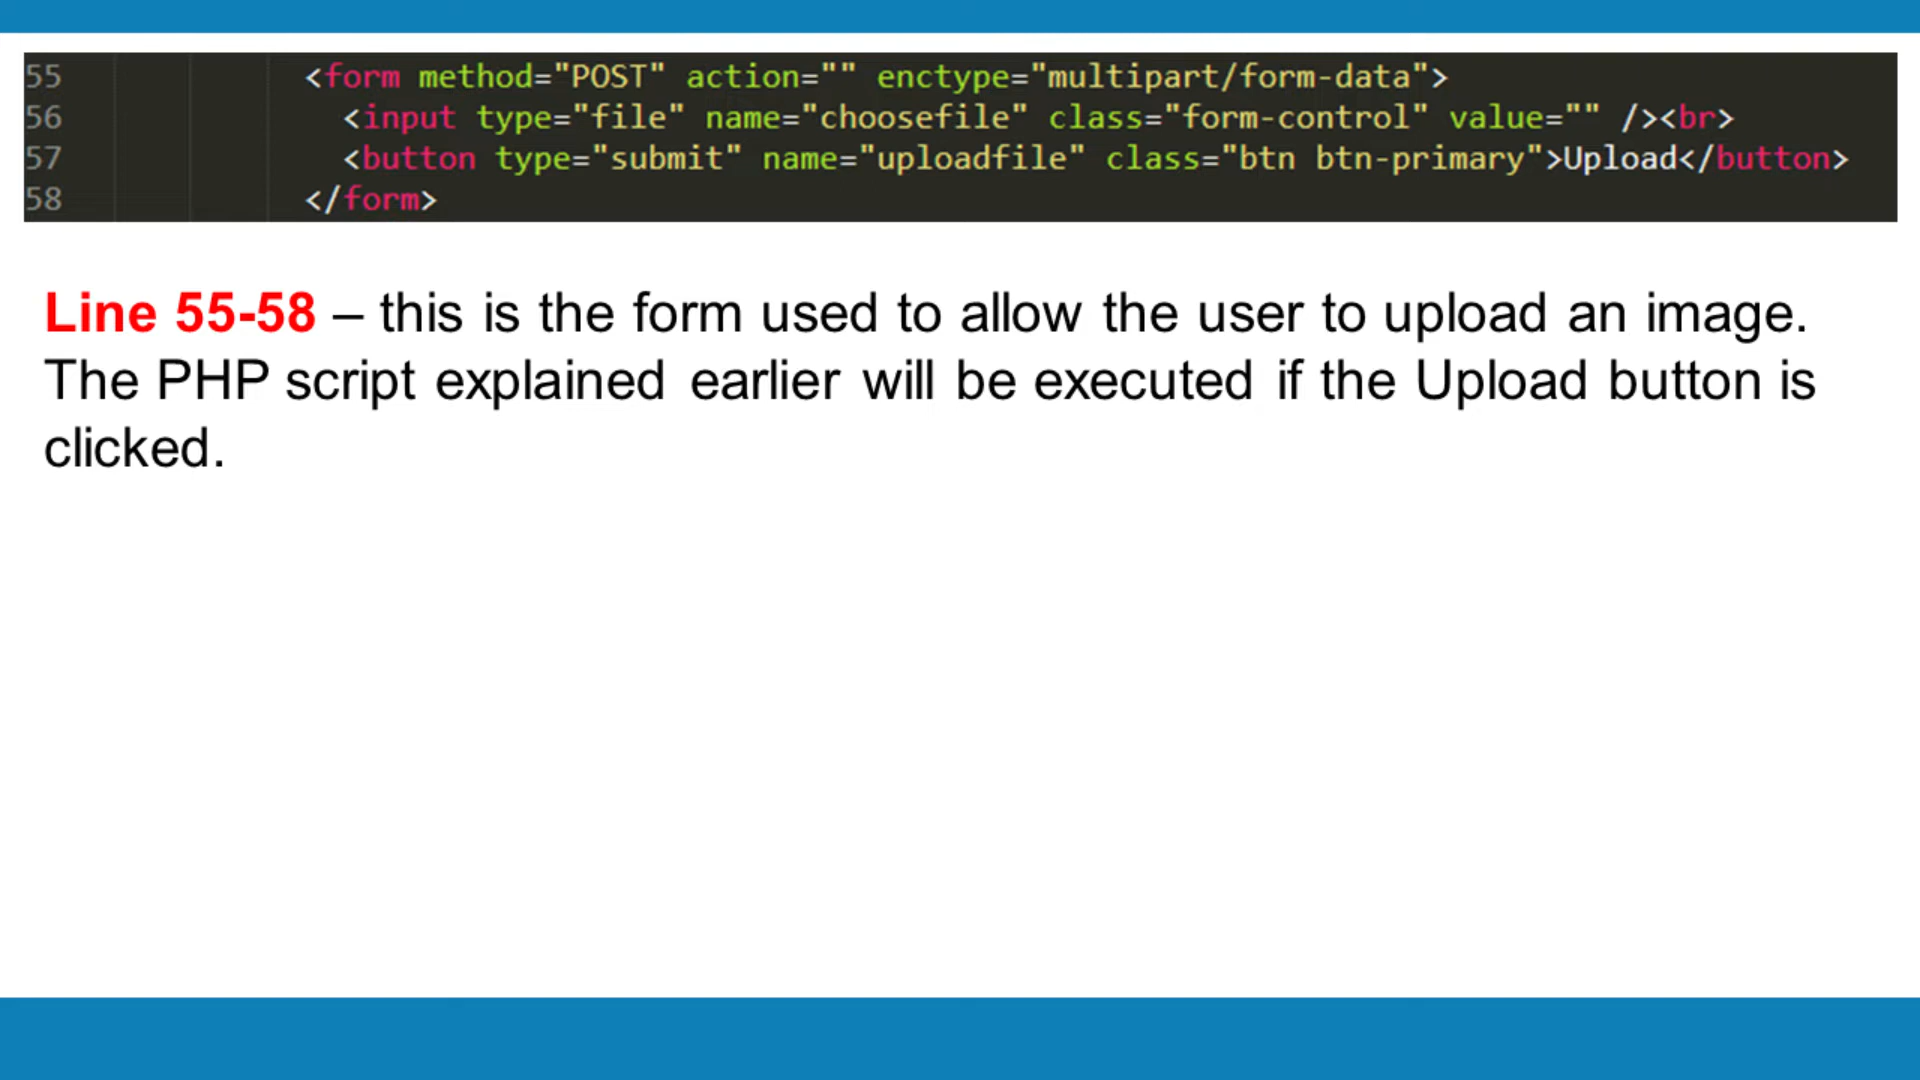 55 <form method="POST" action="" enctype="multipart/form-data">
56 <input type="file" name="choosefile" class="form-control" value="" /><br>
57 <button type="submit" name="uploadfile" class="btn btn-primary">Upload</button>
58 </form>
Line 55-58 – this is the form used to allow the user to upload an image.
The PHP script explained earlier will be executed if the Upload button is
clicked.